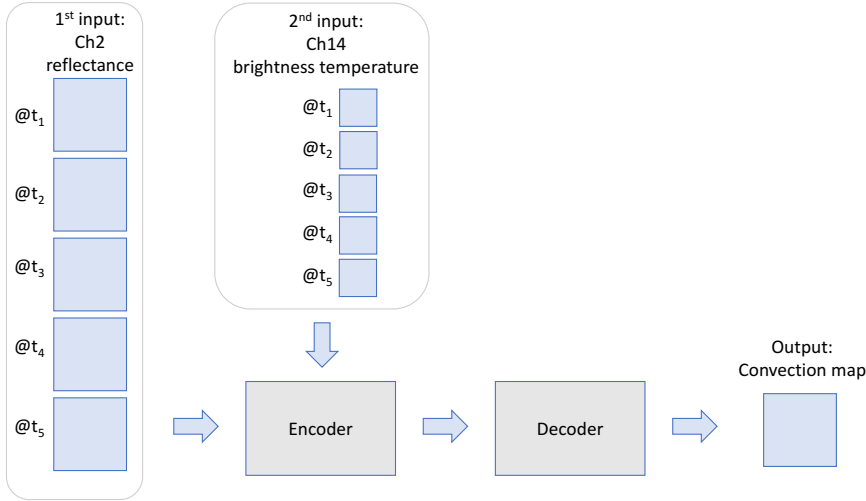 1st input:
Ch2
reflectance
@t1
@t2
@t3
@t4
@t5
2nd input:
Ch14
brightness temperature
@t1
@t2
@t3
@t4
@t5
Encoder
Decoder
Output:
Convection map